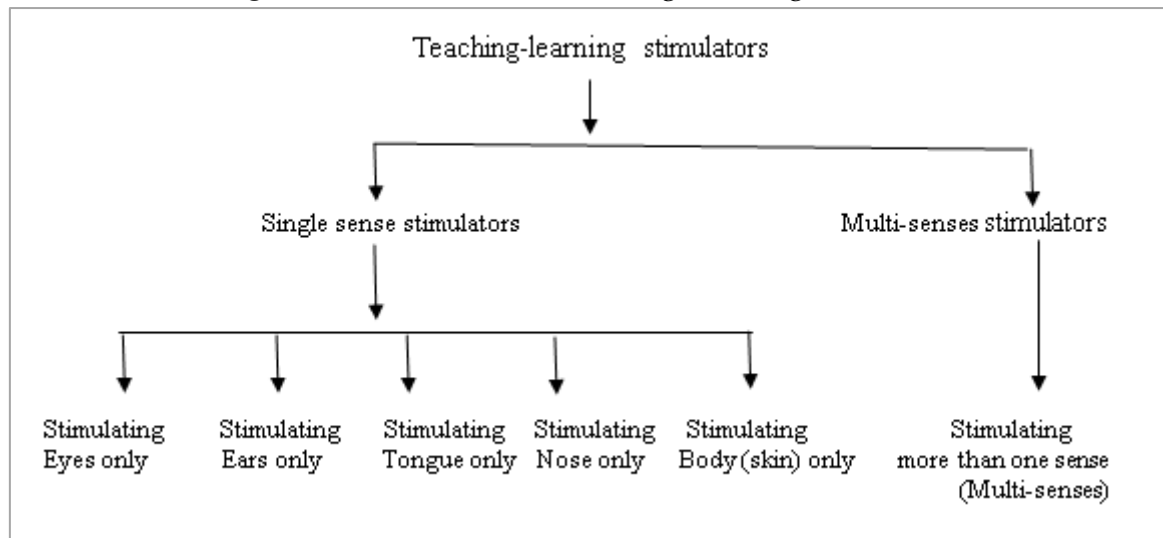 Teaching-learning stimulators
Single sense stimulators
Multi-senses stimulators
Stimulating
Eyes only
Stimulating
Ears only
Stimulating
Tongue only
Stimulating
Nose only
Stimulating
Body (skin) only
Stimulating
more than one sense
(Multi-senses)